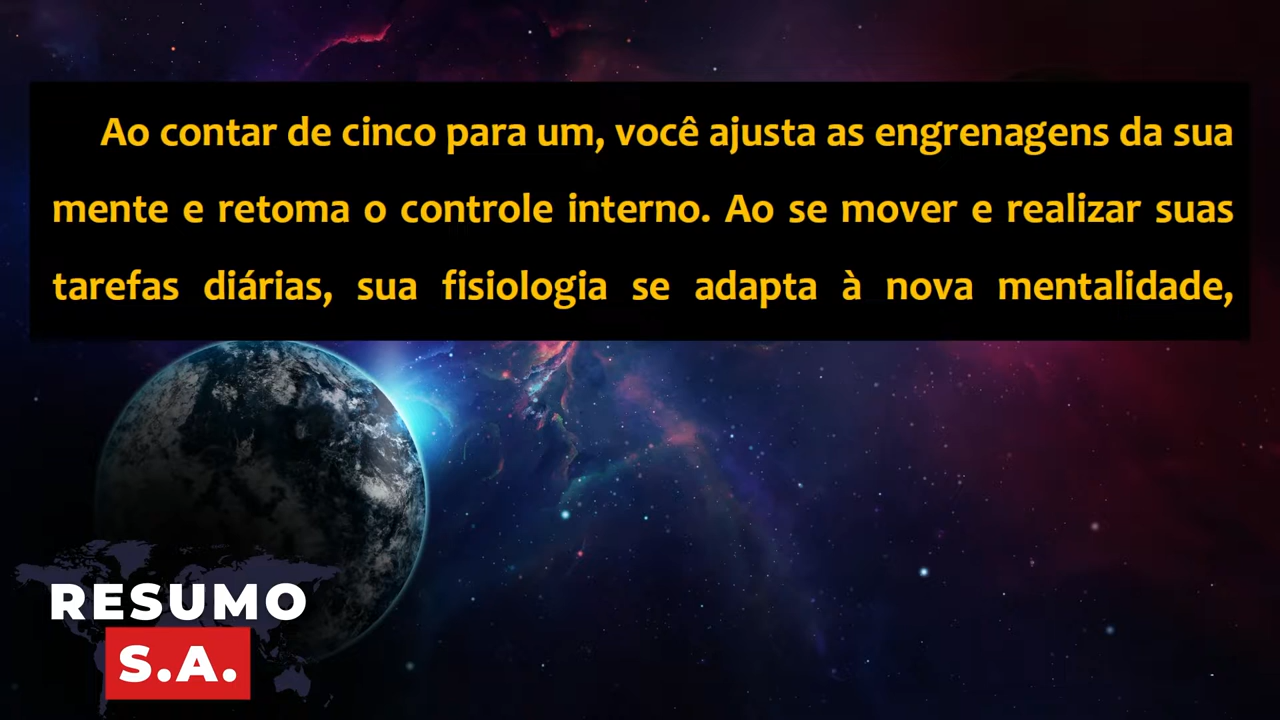 Ao contar de cinco para um, você ajusta as engrenagens da sua
mente e retoma o controle interno. Ao se mover e realizar suas
tarefas diárias, sua fisiologia se adapta à nova mentalidade,
RESUMO
S.A.